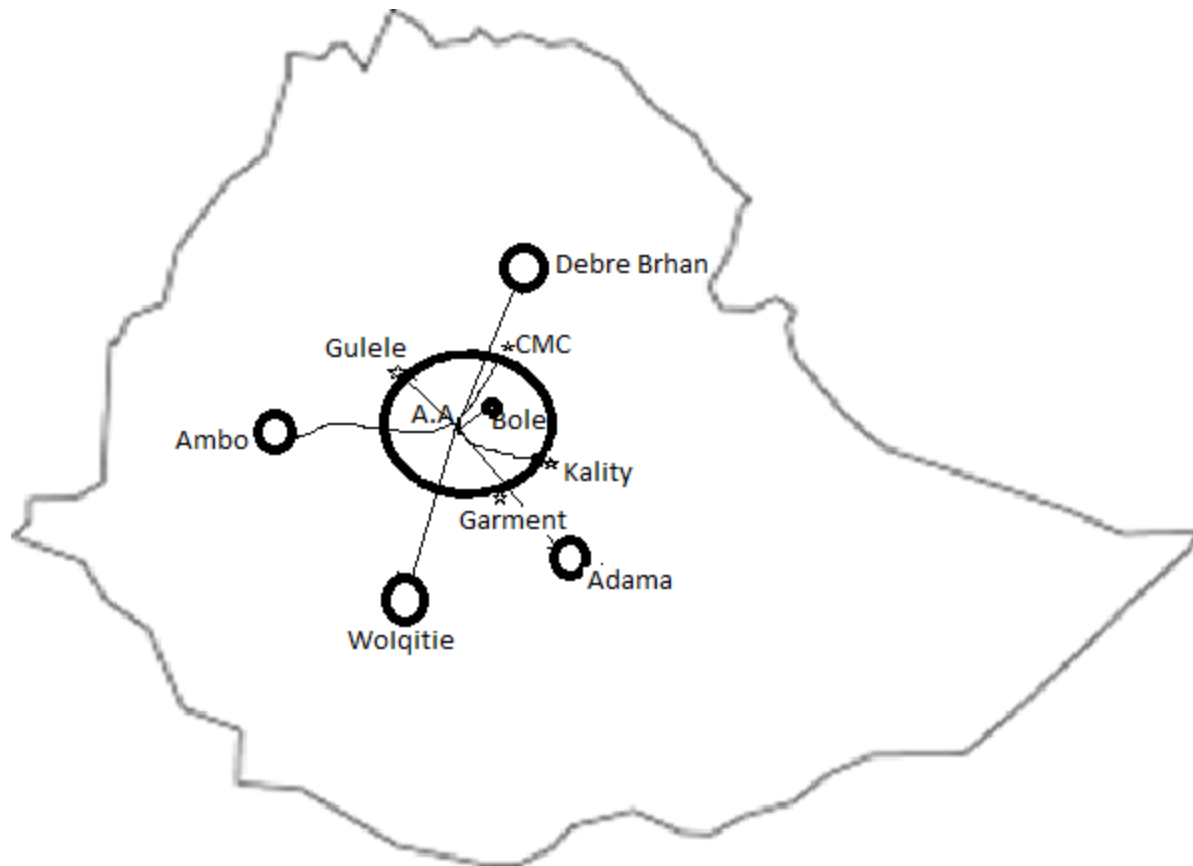 Debre Brhan
CMC
Gulele
A.A
Bole
Ambo
Kality
Garment
Adama
Wolqitie